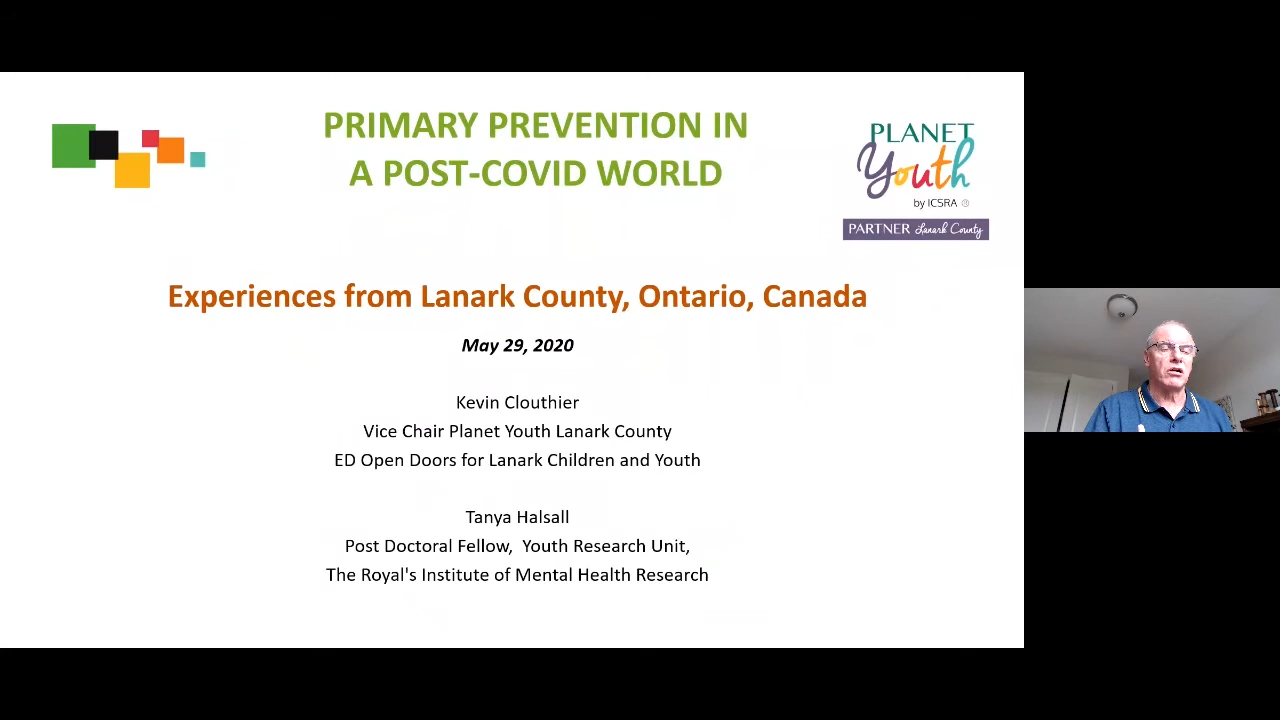 PRIMARY PREVENTION IN
A POST-COVID WORLD
PLANET
Youth
by ICSRA ®
PARTNER Lanark County
Experiences from Lanark County, Ontario, Canada
May 29, 2020
Kevin Clouthier
Vice Chair Planet Youth Lanark County
ED Open Doors for Lanark Children and Youth
Tanya Halsall
Post Doctoral Fellow,  Youth Research Unit,
The Royal's Institute of Mental Health Research